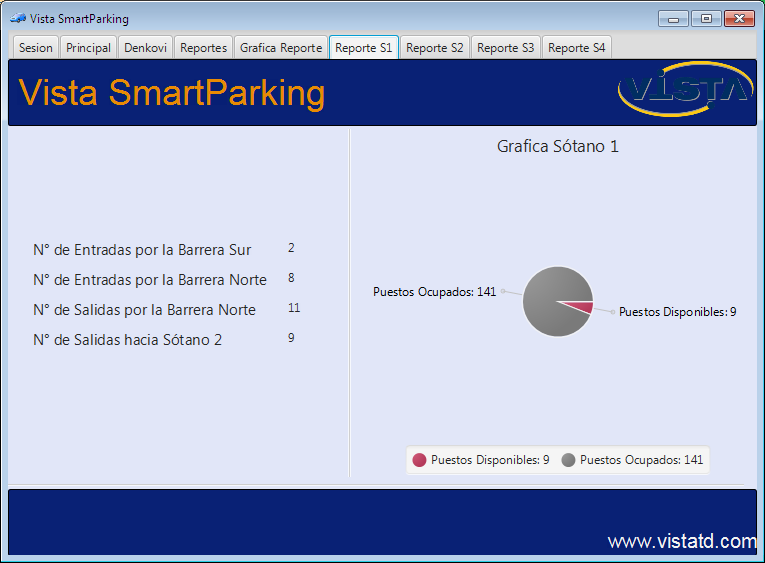 Vista SmartParking
Sesion Principal Denkovi Reportes Grafica Reporte Reporte S1 Reporte S2 Reporte S3 Reporte S4
Vista SmartParking
VISTA
Grafica Sótano 1
N° de Entradas por la Barrera Sur 2
N° de Entradas por la Barrera Norte 8
N° de Salidas por la Barrera Norte 11
N° de Salidas hacia Sótano 2 9
Puestos Ocupados: 141
Puestos Disponibles: 9
Puestos Disponibles: 9 Puestos Ocupados: 141
www.vistatd.com